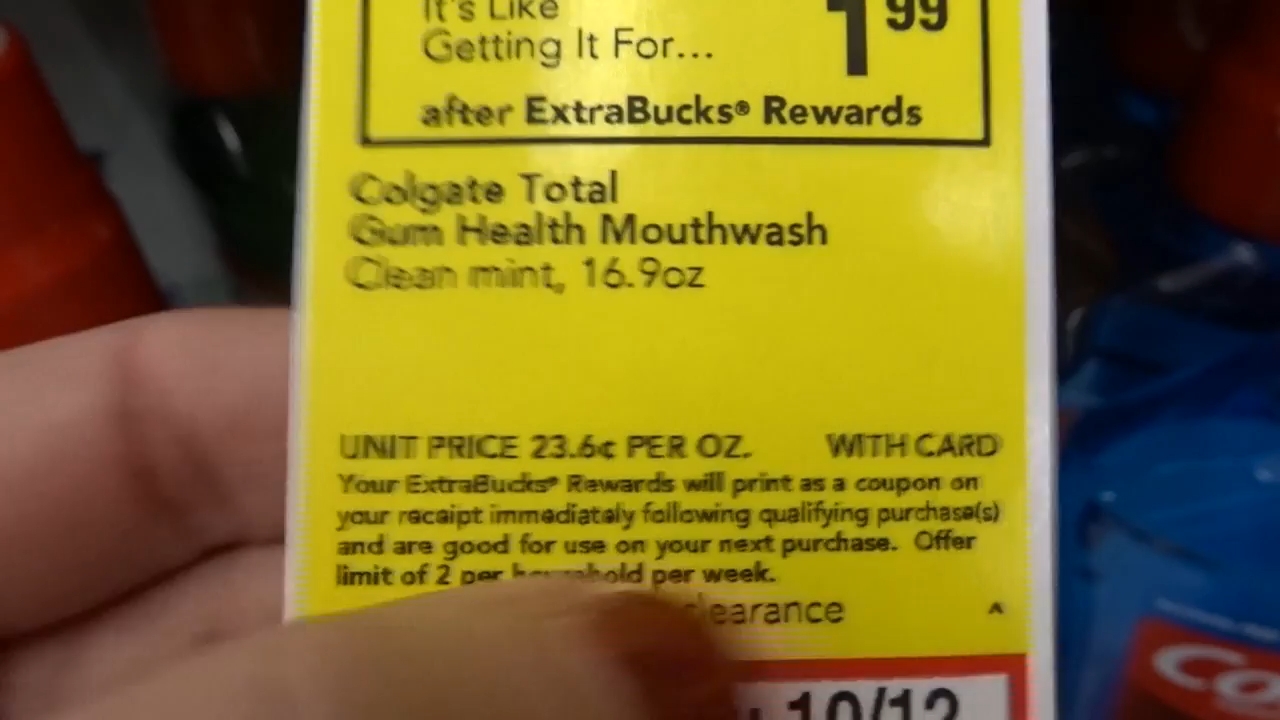 It's Like
Getting It For... 1 99
after ExtraBucks® Rewards
Colgate Total
Gum Health Mouthwash
Clean mint, 16.9oz
UNIT PRICE 23.6¢ PER OZ. WITH CARD
Your ExtraBucks® Rewards will print as a coupon on
your receipt immediately following qualifying purchase(s)
and are good for use on your next purchase. Offer
limit of 2 per household per week.
clearance ^
10/12
Co